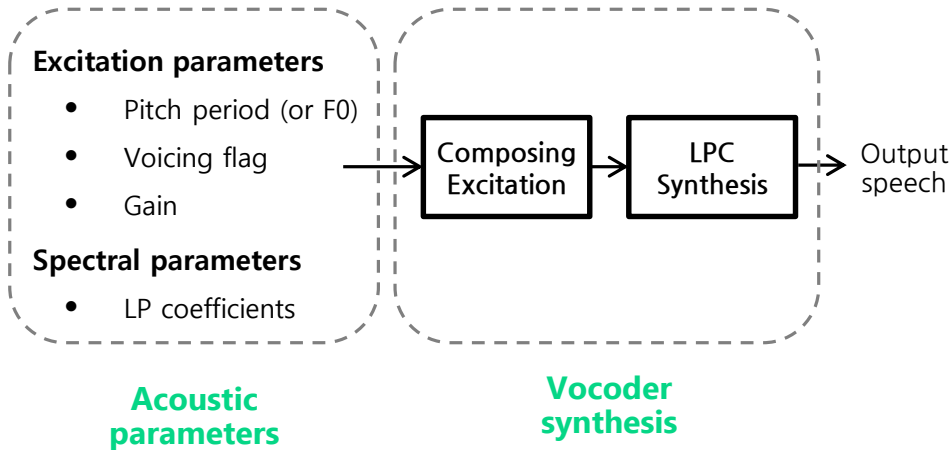 Excitation parameters
• Pitch period (or F0)
• Voicing flag
• Gain
Spectral parameters
• LP coefficients
Composing
Excitation
LPC
Synthesis
Output
speech
Acoustic
parameters
Vocoder
synthesis